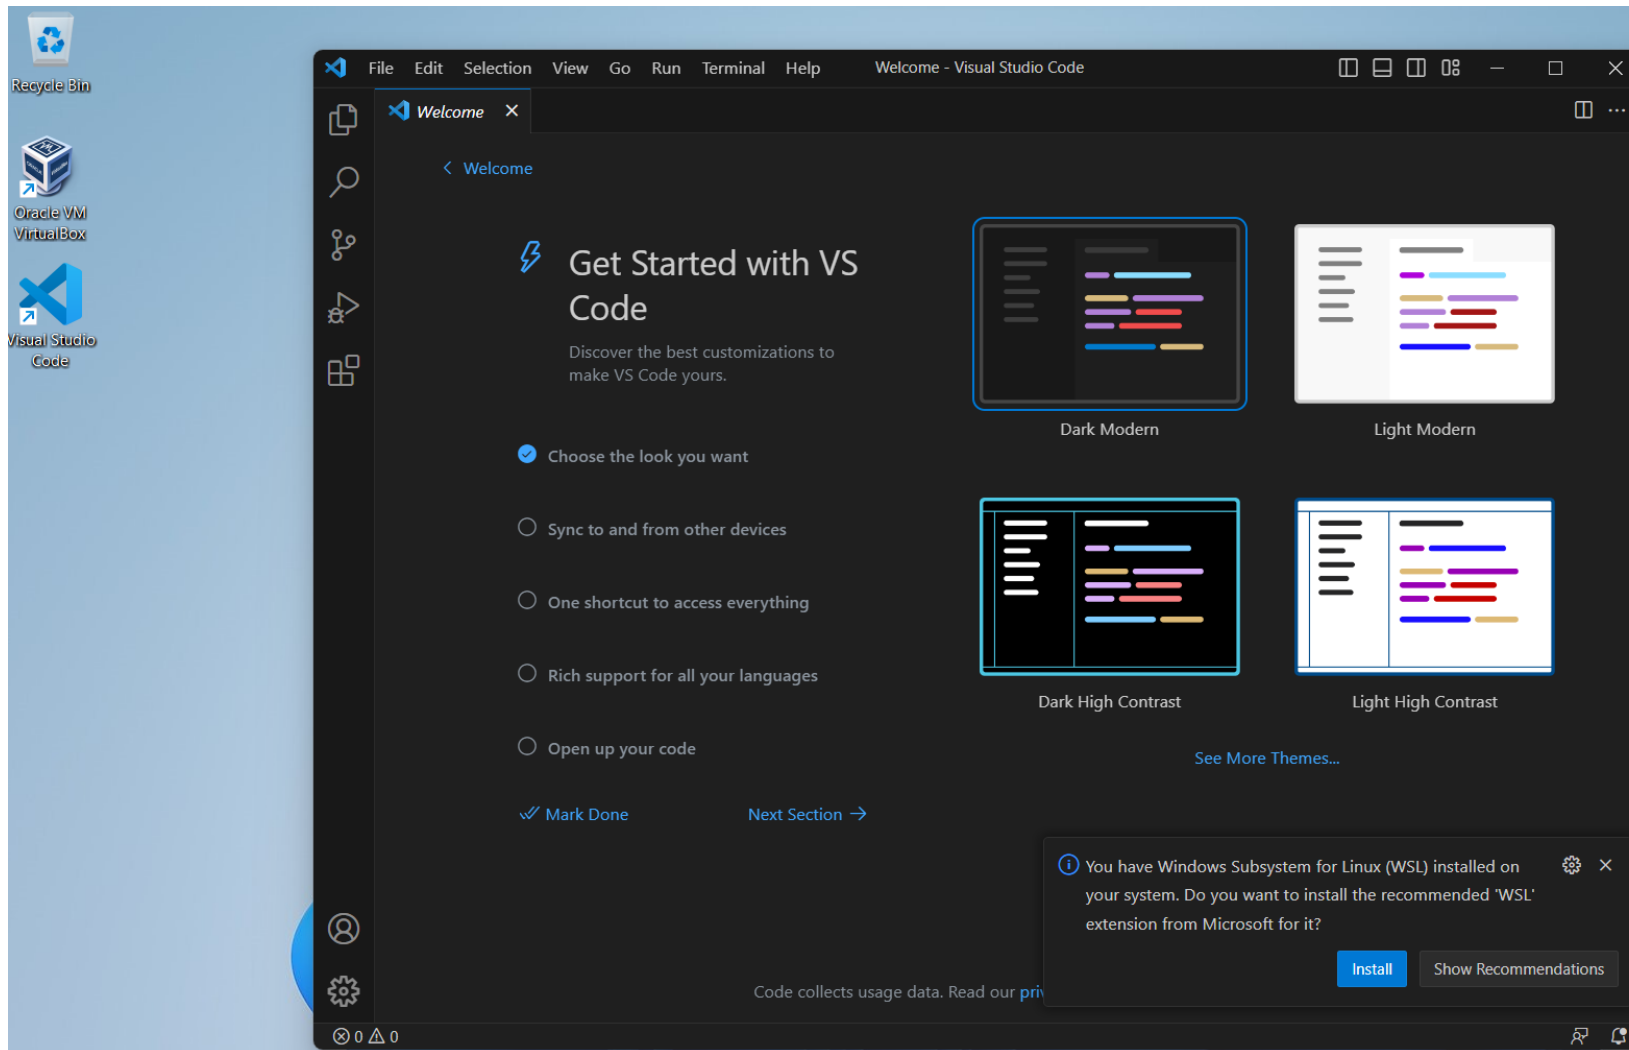 Recycle Bin
Oracle VM
VirtualBox
Visual Studio
Code
File Edit Selection View Go Run Terminal Help
Welcome - Visual Studio Code
Welcome
Welcome
Get Started with VS
Code
Discover the best customizations to
make VS Code yours.
Choose the look you want
Sync to and from other devices
One shortcut to access everything
Rich support for all your languages
Open up your code
Mark Done
Next Section
Dark Modern
Light Modern
Dark High Contrast
Light High Contrast
See More Themes...
You have Windows Subsystem for Linux (WSL) installed on
your system. Do you want to install the recommended 'WSL'
extension from Microsoft for it?
Install
Show Recommendations
Code collects usage data. Read our
0 0